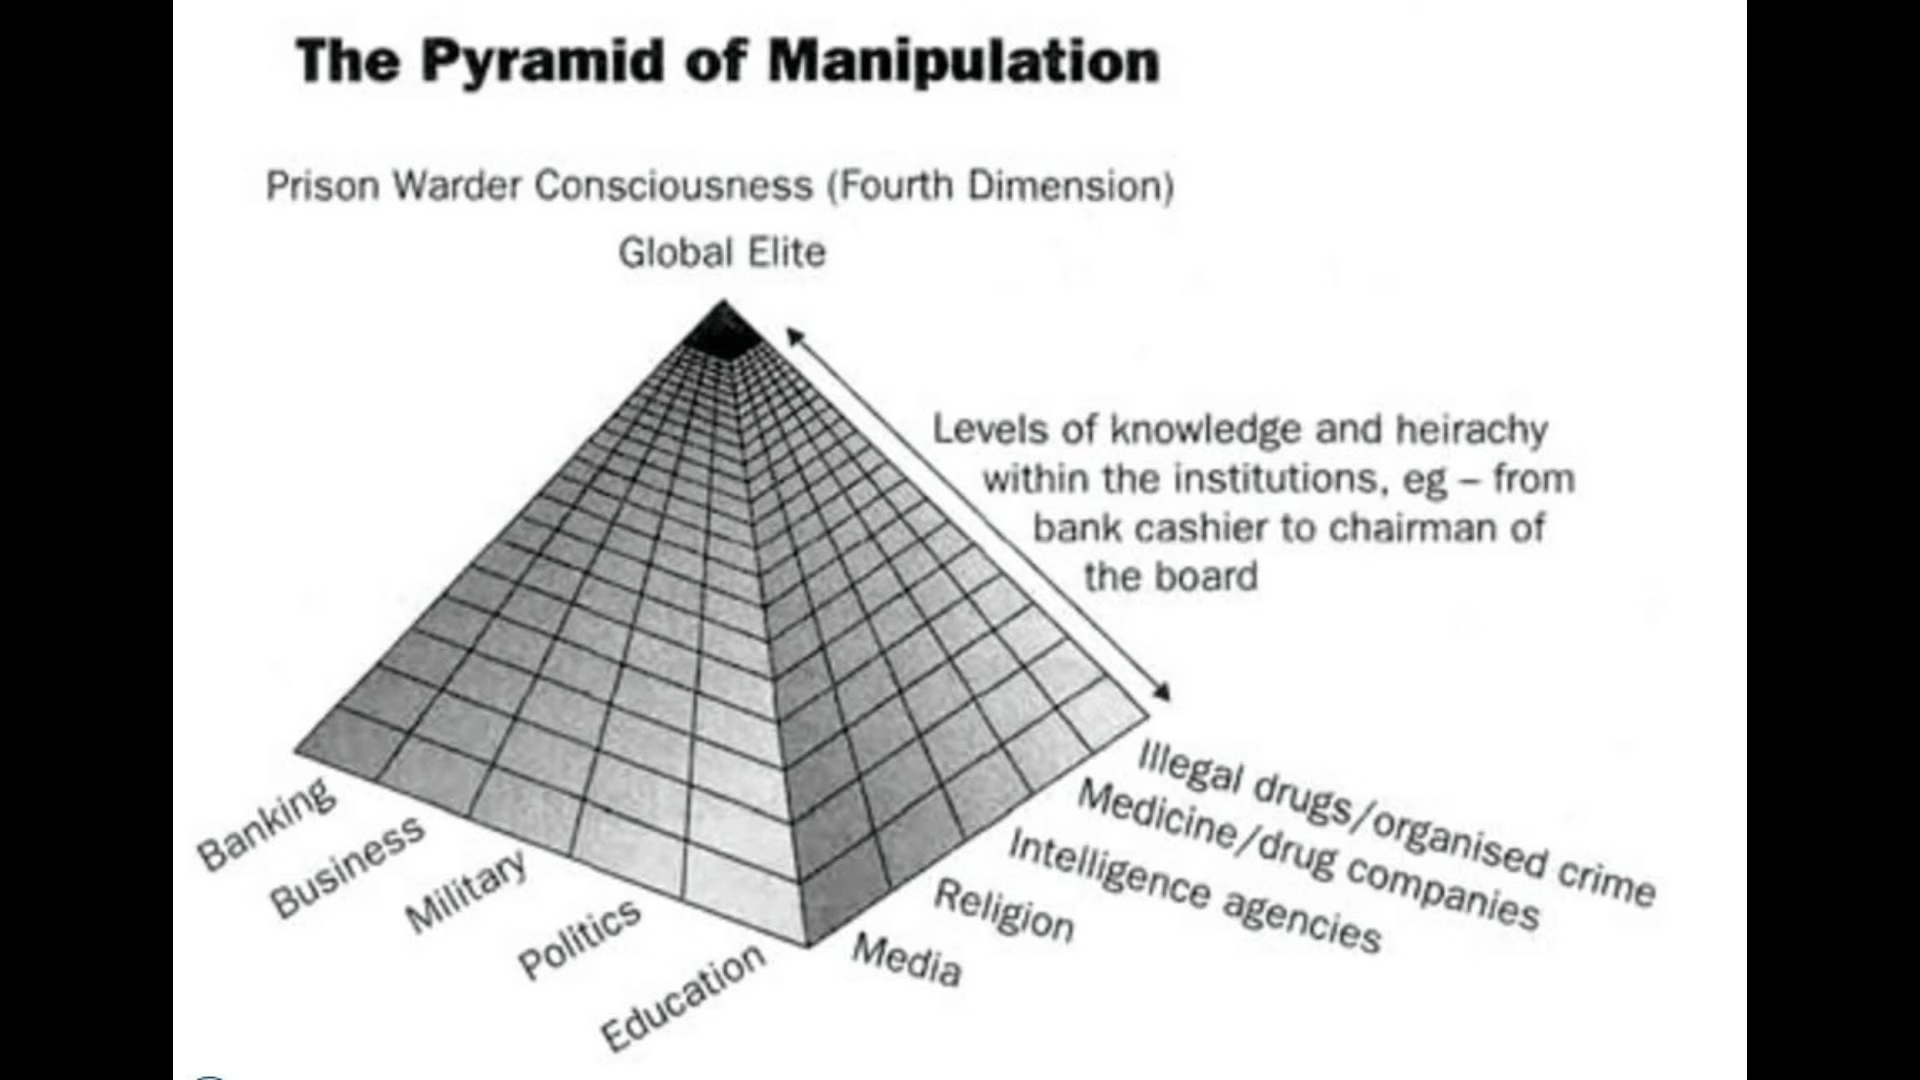 The Pyramid of Manipulation
Prison Warder Consciousness (Fourth Dimension)
Global Elite
Levels of knowledge and heirachy
within the institutions, eg – from
bank cashier to chairman of
the board
Banking
Business
Military
Politics
Education
Media
Religion
Intelligence agencies
Medicine/drug companies
Illegal drugs/organised crime